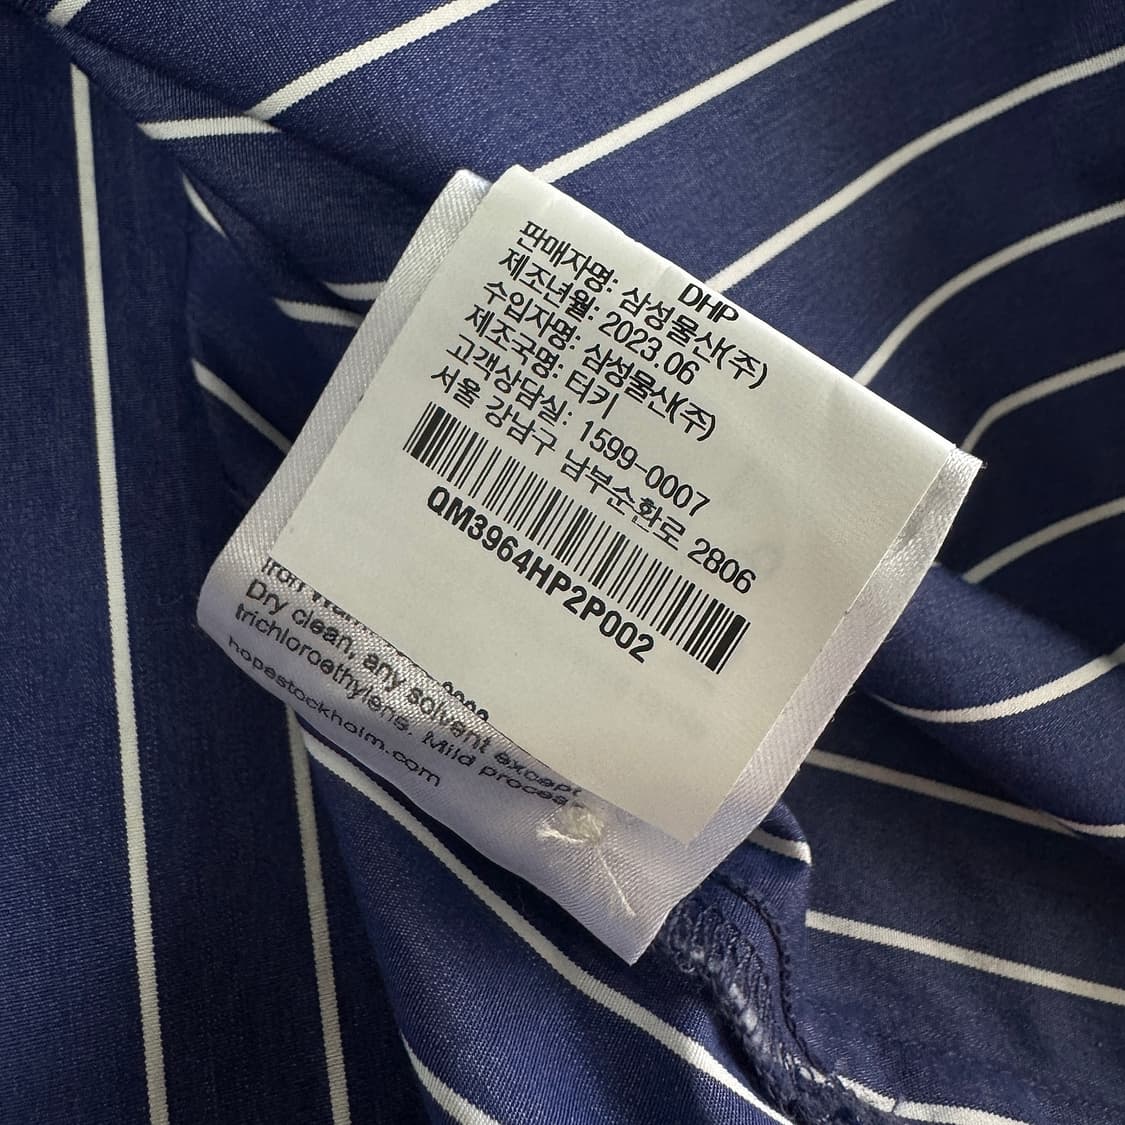 DHP
판매자명: 삼성물산(주)
제조년월: 2023.06
수입자명: 삼성물산(주)
제조국명: 터키
고객상담실: 1599-0007
서울 강남구 남부순환로 2806
QM3964HP2P002
Iron
Dry clean, any solvent except
trichloroethylene. Mild process
hopestockholm.com